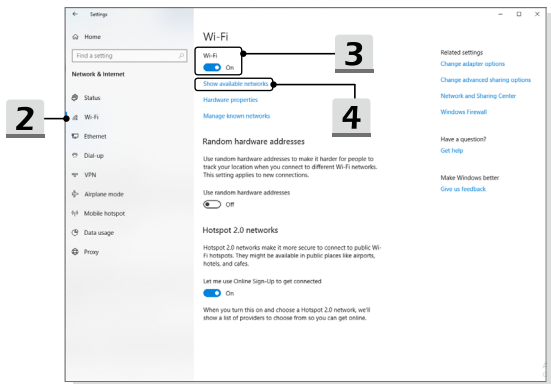 Settings
Home
Find a setting
Network & Internet
Status
Wi-Fi
Ethernet
Dial-up
VPN
Airplane mode
Mobile hotspot
Data usage
Proxy
2
Wi-Fi
Wi-Fi
On
3
Show available networks
4
Hardware properties
Manage known networks
Random hardware addresses
Use random hardware addresses to make it harder for people to
track your location when you connect to different Wi-Fi networks.
This setting applies to new connections.
Use random hardware addresses
Off
Hotspot 2.0 networks
Hotspot 2.0 networks make it more secure to connect to public Wi-
Fi hotspots. They might be available in public places like airports,
hotels, and cafes.
Let me use Online Sign-Up to get connected
On
When you turn this on and choose a Hotspot 2.0 network, we'll
show a list of providers to choose from so you can get online.
Related settings
Change adapter options
Change advanced sharing options
Network and Sharing Center
Windows Firewall
Have a question?
Get help
Make Windows better
Give us feedback